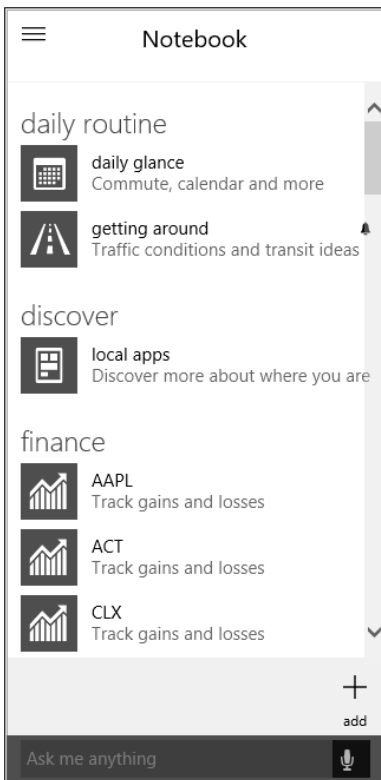 Notebook
daily routine
daily glance
Commute, calendar and more
getting around
Traffic conditions and transit ideas
discover
local apps
Discover more about where you are
finance
AAPL
Track gains and losses
ACT
Track gains and losses
CLX
Track gains and losses
add
Ask me anything